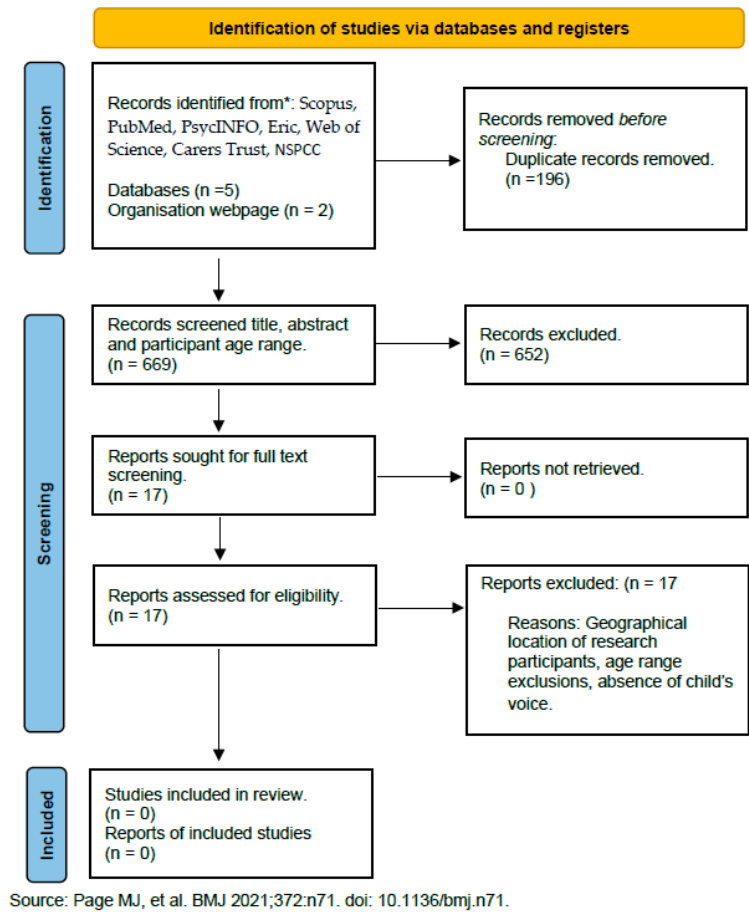 Identification of studies via databases and registers
Identification
Records identified from*: Scopus,
PubMed, PsycINFO, Eric, Web of
Science, Carers Trust, NSPCC
Databases (n =5)
Organisation webpage (n = 2)
Records removed before
screening:
Duplicate records removed.
(n =196)
Screening
Records screened title, abstract
and participant age range.
(n = 669)
Records excluded.
(n = 652)
Reports sought for full text
screening.
(n = 17)
Reports not retrieved.
(n = 0 )
Reports assessed for eligibility.
(n = 17)
Reports excluded: (n = 17
Reasons: Geographical
location of research
participants, age range
exclusions, absence of child's
voice.
Included
Studies included in review.
(n = 0)
Reports of included studies
(n = 0)
Source: Page MJ, et al. BMJ 2021;372:n71. doi: 10.1136/bmj.n71.